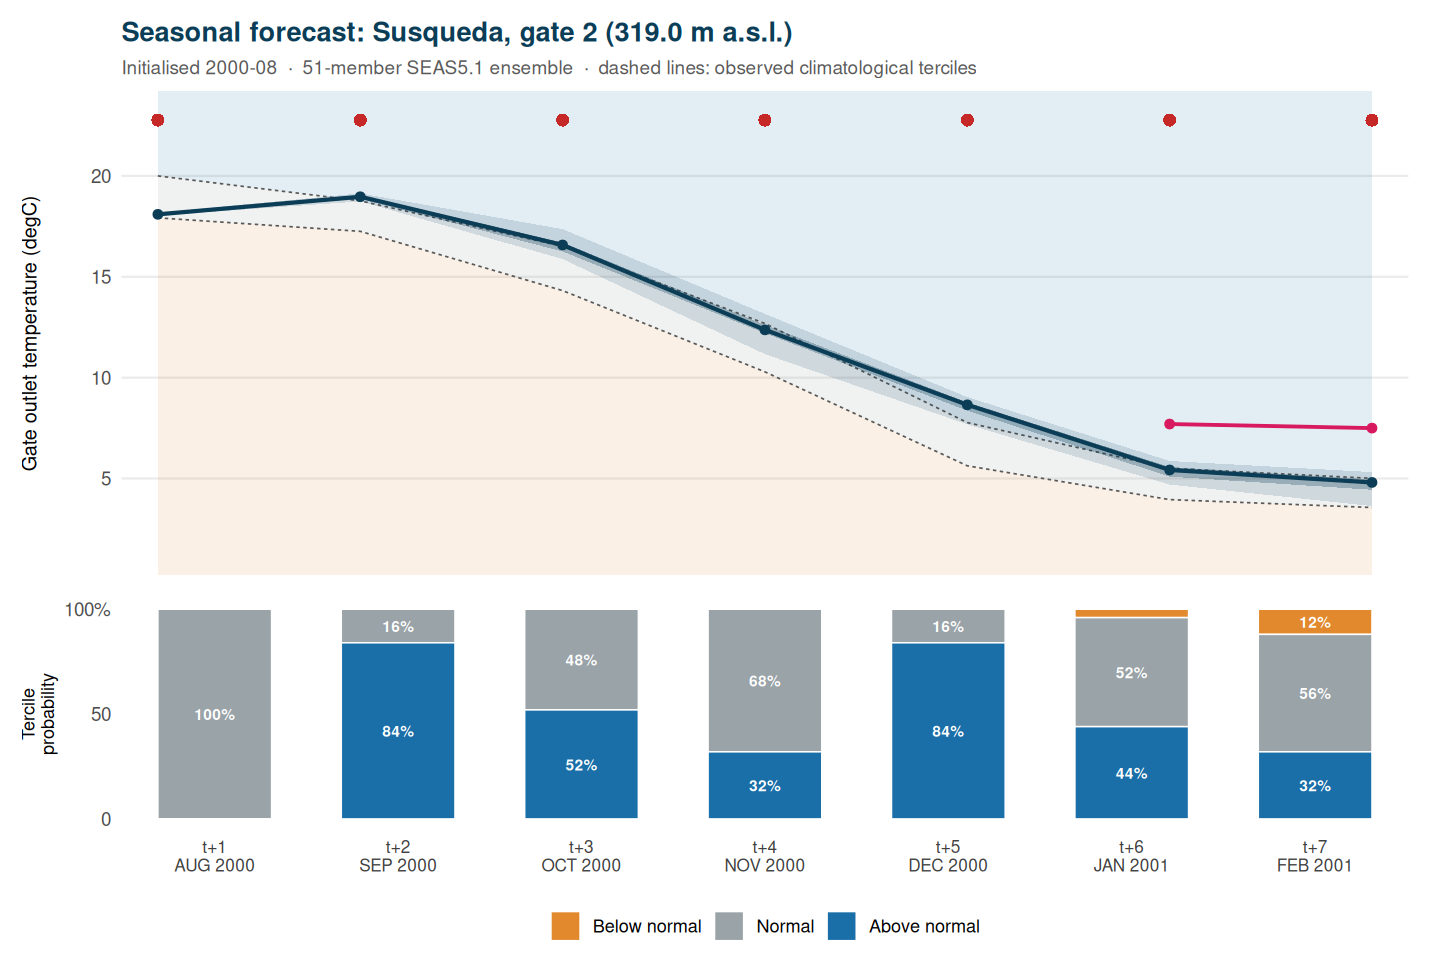 Seasonal forecast: Susqueda, gate 2 (319.0 m a.s.l.)
Initialised 2000-08 · 51-member SEAS5.1 ensemble · dashed lines: observed climatological terciles
Gate outlet temperature (degC)
20
15
10
5
Tercile
probability
100%
50
0
100%
16%
84%
48%
52%
68%
32%
16%
84%
52%
44%
12%
56%
32%
t+1
AUG 2000
t+2
SEP 2000
t+3
OCT 2000
t+4
NOV 2000
t+5
DEC 2000
t+6
JAN 2001
t+7
FEB 2001
Below normal
Normal
Above normal